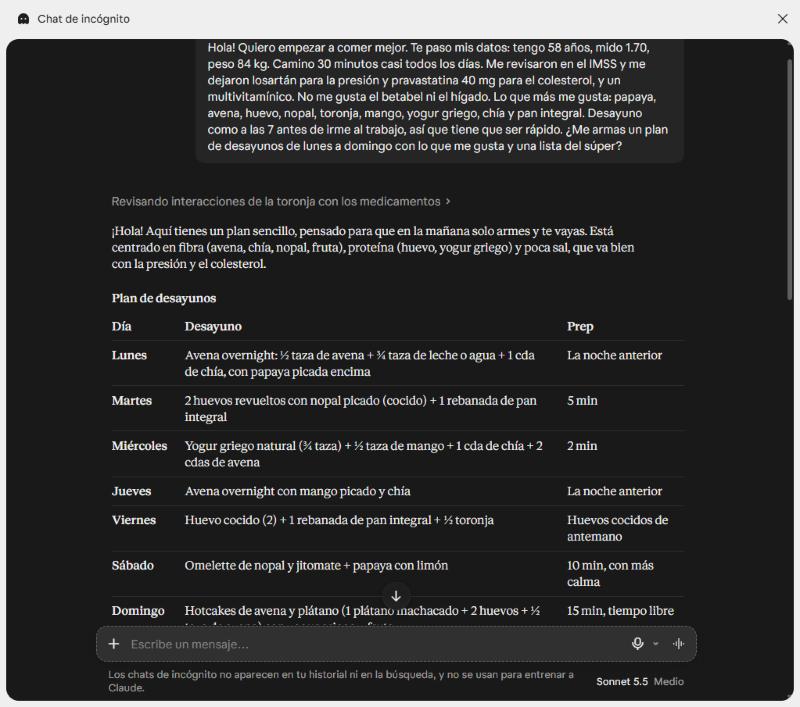 Chat de incógnito
Hola! Quiero empezar a comer mejor. Te paso mis datos: tengo 58 años, mido 1.70,
peso 84 kg. Camino 30 minutos casi todos los días. Me revisaron en el IMSS y me
dejaron losartán para la presión y pravastatina 40 mg para el colesterol, y un
multivitamínico. No me gusta el betabel ni el hígado. Lo que más me gusta: papaya,
avena, huevo, nopal, toronja, mango, yogur griego, chía y pan integral. Desayuno
como a las 7 antes de irme al trabajo, así que tiene que ser rápido. ¿Me armas un plan
de desayunos de lunes a domingo con lo que me gusta y una lista del súper?
Revisando interacciones de la toronja con los medicamentos >
¡Hola! Aquí tienes un plan sencillo, pensado para que en la mañana solo armes y te vayas. Está
centrado en fibra (avena, chía, nopal, fruta), proteína (huevo, yogur griego) y poca sal, que va bien
con la presión y el colesterol.
Plan de desayunos
Día Desayuno Prep
Lunes Avena overnight: ½ taza de avena + ¾ taza de leche o agua + 1 cda La noche anterior
de chía, con papaya picada encima
Martes 2 huevos revueltos con nopal picado (cocido) + 1 rebanada de pan 5 min
integral
Miércoles Yogur griego natural (¾ taza) + ½ taza de mango + 1 cda de chía + 2 2 min
cdas de avena
Jueves Avena overnight con mango picado y chía La noche anterior
Viernes Huevo cocido (2) + 1 rebanada de pan integral + ½ toronja Huevos cocidos de
antemano
Sábado Omelette de nopal y jitomate + papaya con limón 10 min, con más
calma
Domingo Hotcakes de avena y plátano (1 plátano machacado + 2 huevos + ½ 15 min, tiempo libre
Escribe un mensaje...
Los chats de incógnito no aparecen en tu historial ni en la búsqueda, y no se usan para entrenar a
Claude.
Sonnet 5.5 Medio